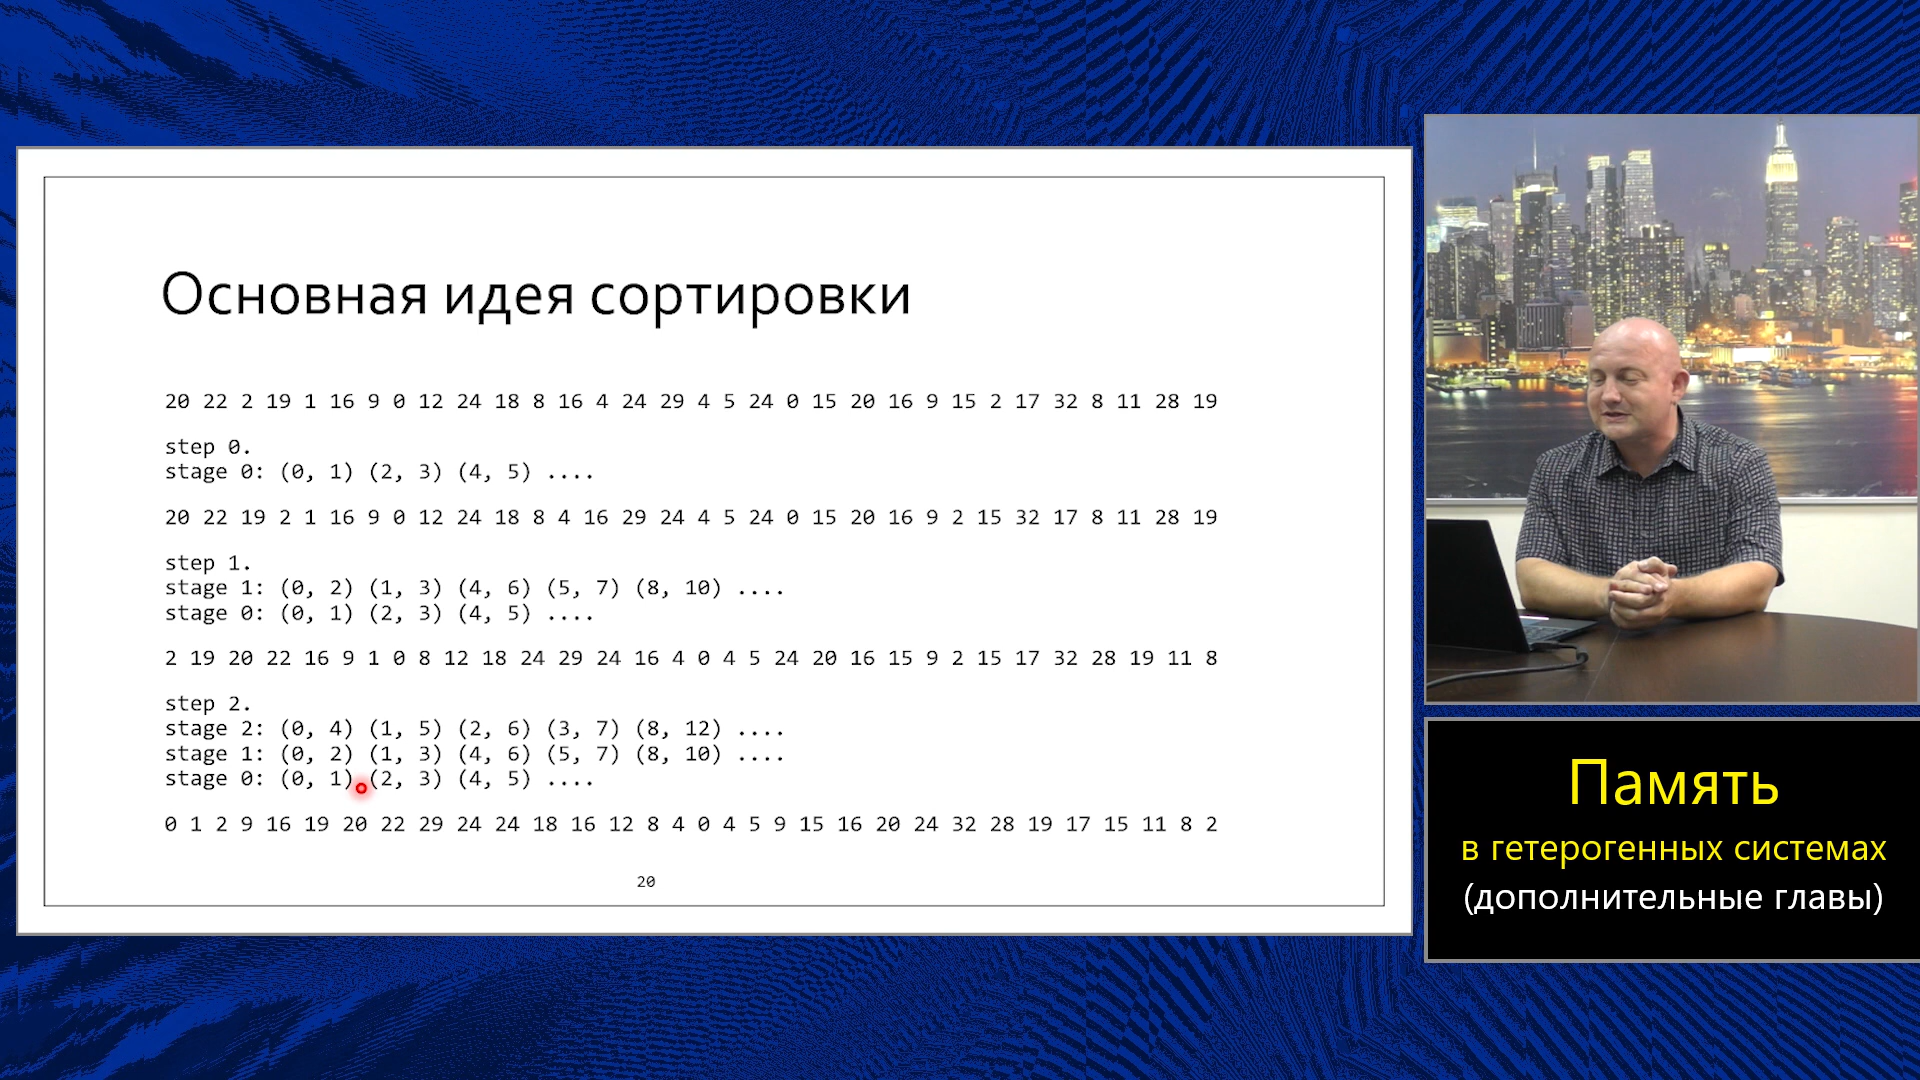 Основная идея сортировки
20 22 2 19 1 16 9 0 12 24 18 8 16 4 24 29 4 5 24 0 15 20 16 9 15 2 17 32 8 11 28 19
step 0.
stage 0: (0, 1) (2, 3) (4, 5) ....
20 22 19 2 1 16 9 0 12 24 18 8 4 16 29 24 4 5 24 0 15 20 16 9 2 15 32 17 8 11 28 19
step 1.
stage 1: (0, 2) (1, 3) (4, 6) (5, 7) (8, 10) ....
stage 0: (0, 1) (2, 3) (4, 5) ....
2 19 20 22 16 9 1 0 8 12 18 24 29 24 16 4 0 4 5 24 20 16 15 9 2 15 17 32 28 19 11 8
step 2.
stage 2: (0, 4) (1, 5) (2, 6) (3, 7) (8, 12) ....
stage 1: (0, 2) (1, 3) (4, 6) (5, 7) (8, 10) ....
stage 0: (0, 1) (2, 3) (4, 5) ....
0 1 2 9 16 19 20 22 29 24 24 18 16 12 8 4 0 4 5 9 15 16 20 24 32 28 19 17 15 11 8 2
20
Память
в гетерогенных системах
(дополнительные главы)